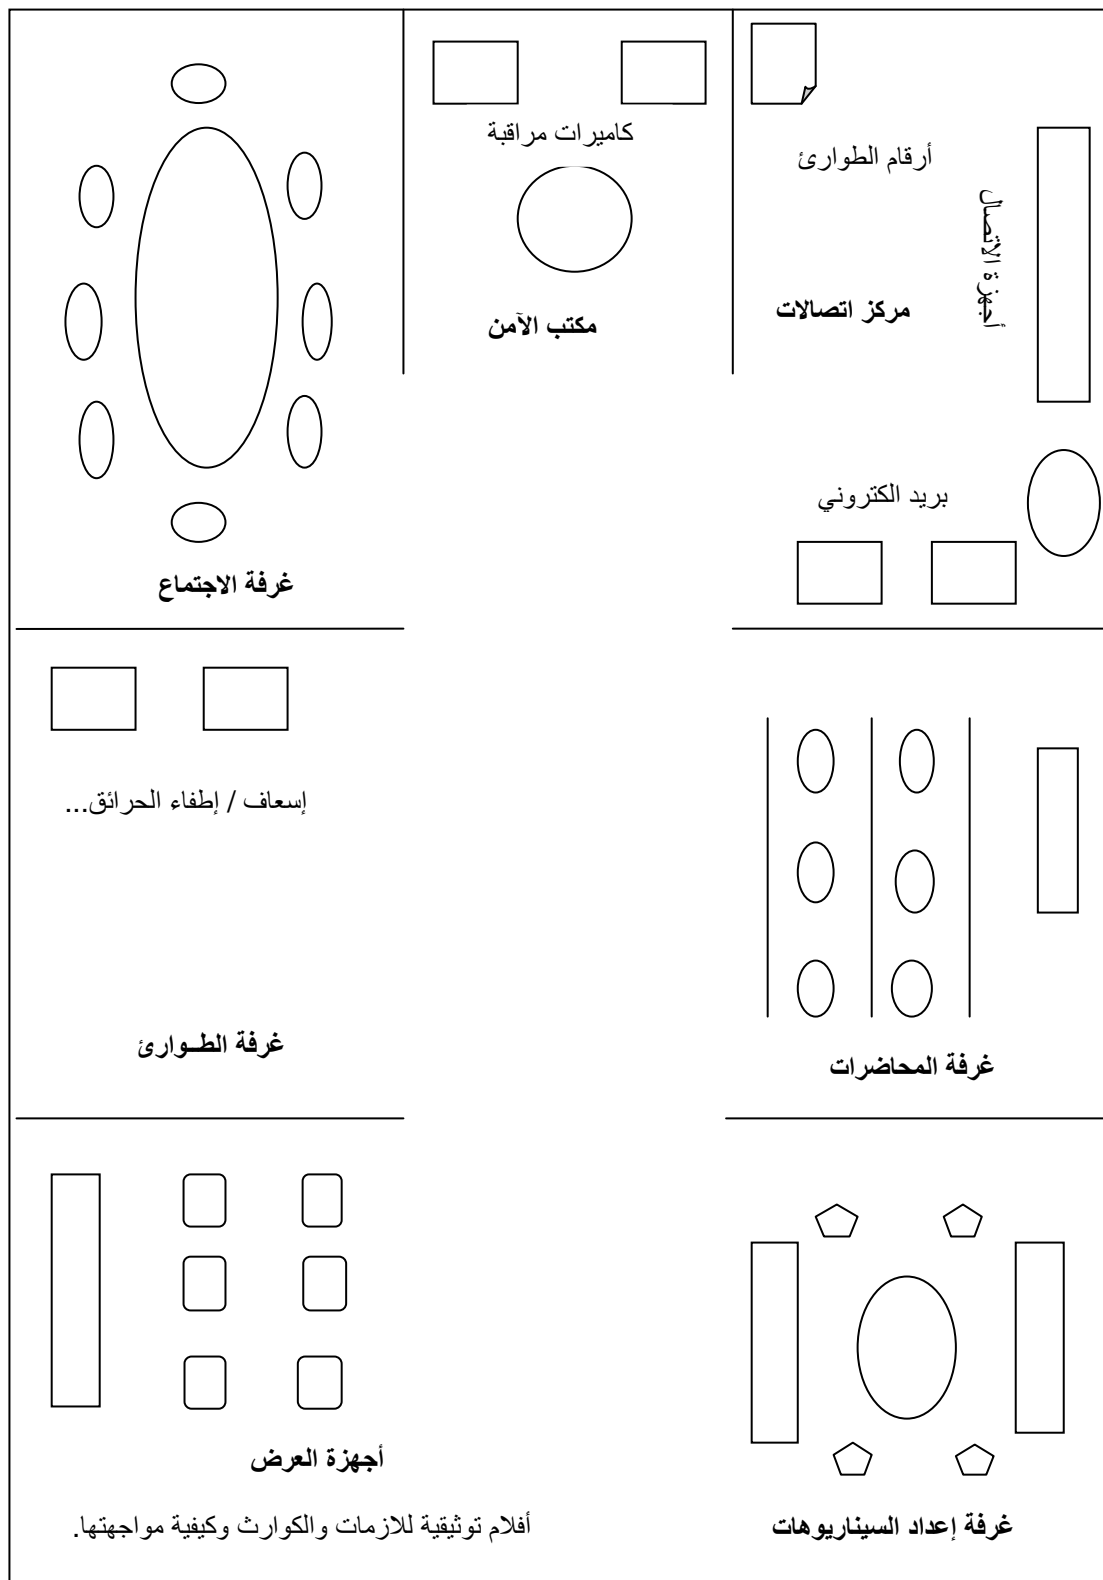 أرقام الطوارئ
أجهزة الاتصال
مركز اتصالات
بريد الكتروني
كاميرات مراقبة
مكتب الآمن
غرفة الاجتماع
غرفة المحاضرات
إسعاف / إطفاء الحرائق...
غرفة الطــوارئ
غرفة إعداد السيناريوهات
أجهزة العرض
أفلام توثيقية للازمات والكوارث وكيفية مواجهتها.